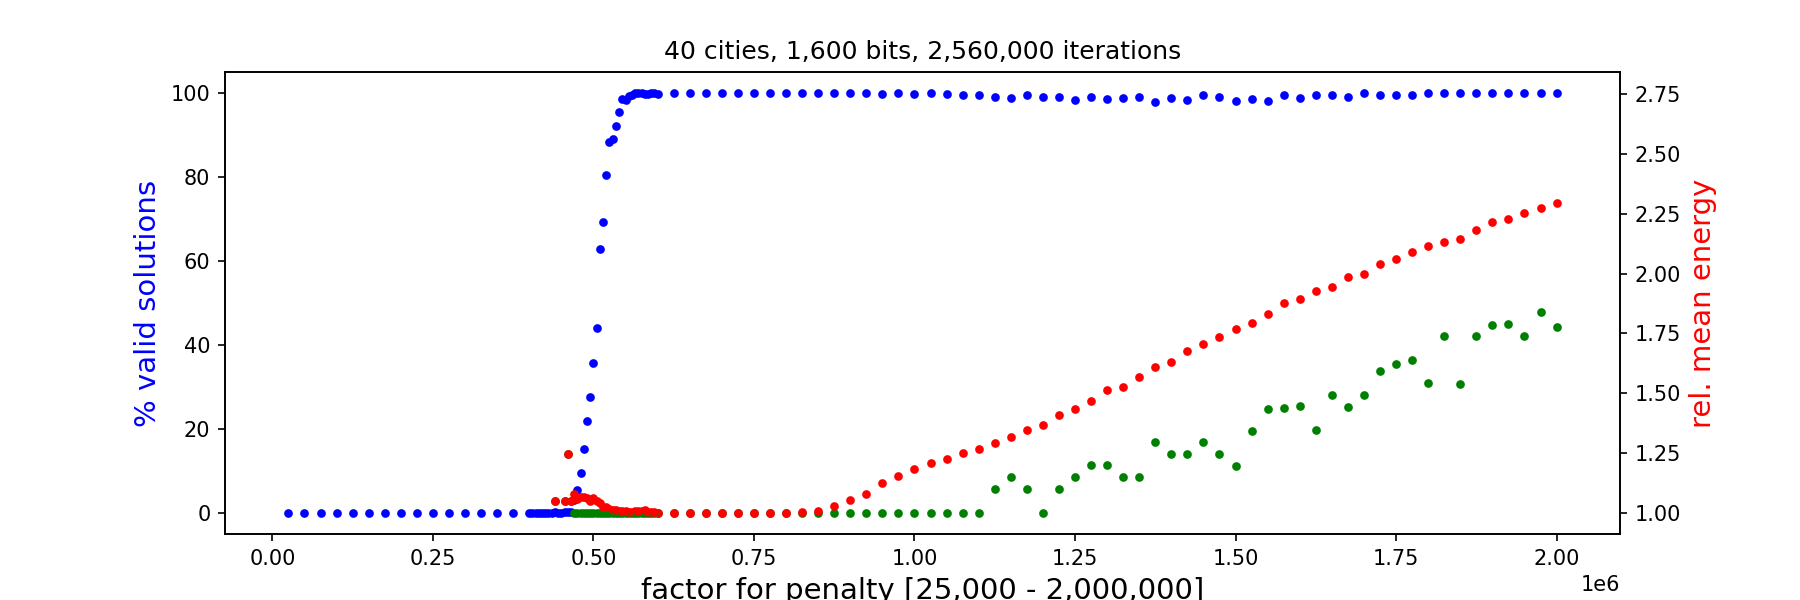 40 cities, 1,600 bits, 2,560,000 iterations
100
80
60
40
20
0
% valid solutions
2.75
2.50
2.25
2.00
1.75
1.50
1.25
1.00
rel. mean energy
0.00 0.25 0.50 0.75 1.00 1.25 1.50 1.75 2.00
1e6
factor for penalty [25,000 - 2,000,000]